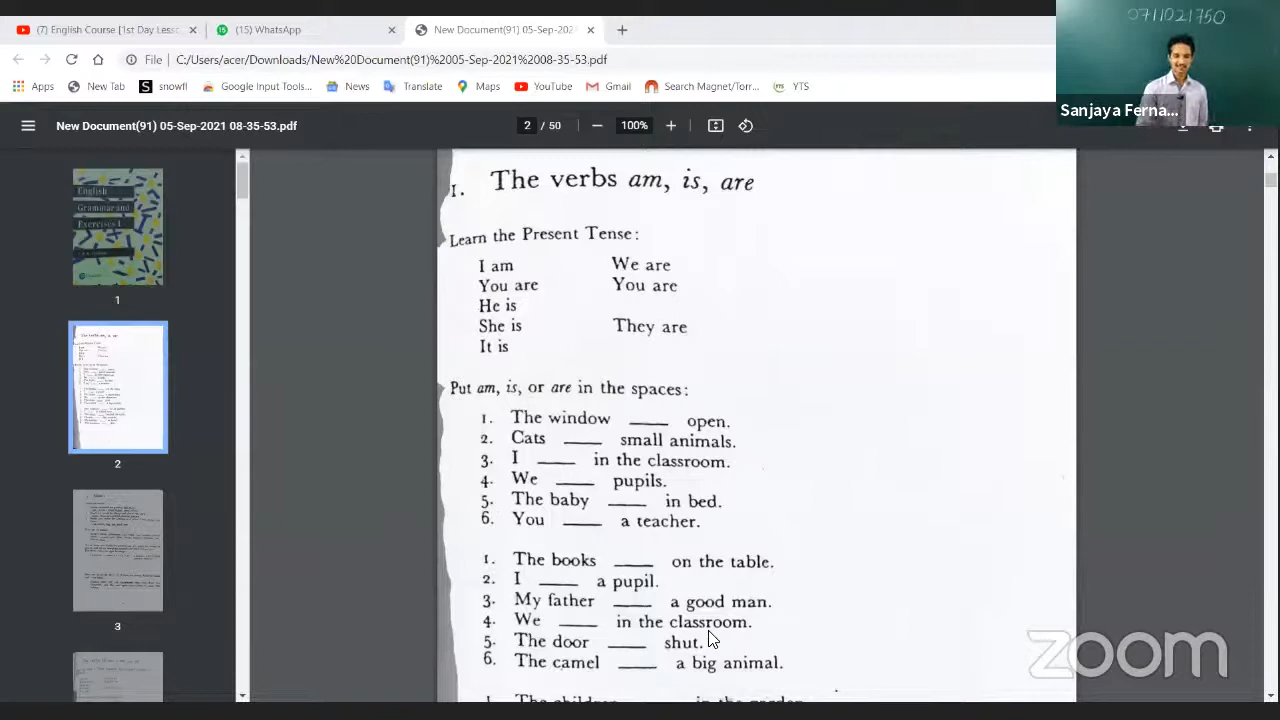 (7) English Course [1st Day Less
(15) WhatsApp
New Document(91) 05-Sep-202
0711021750
File C:/Users/acer/Downloads/New%20Document(91)%2005-Sep-2021%2008-35-53.pdf
Apps New Tab snowfl Google Input Tools... News Translate Maps YouTube Gmail Search Magnet/Torr... YTS
Sanjaya Ferna...
New Document(91) 05-Sep-2021 08-35-53.pdf
2 / 50 100%
English
Grammar and
Exercises 1
1
2
3
1. The verbs am, is, are
Learn the Present Tense:
I am We are
You are You are
He is
She is They are
It is
Put am, is, or are in the spaces:
1. The window ____ open.
2. Cats ____ small animals.
3. I ____ in the classroom.
4. We ____ pupils.
5. The baby ____ in bed.
6. You ____ a teacher.
1. The books ____ on the table.
2. I ____ a pupil.
3. My father ____ a good man.
4. We ____ in the classroom.
5. The door ____ shut.
6. The camel ____ a big animal.
zoom